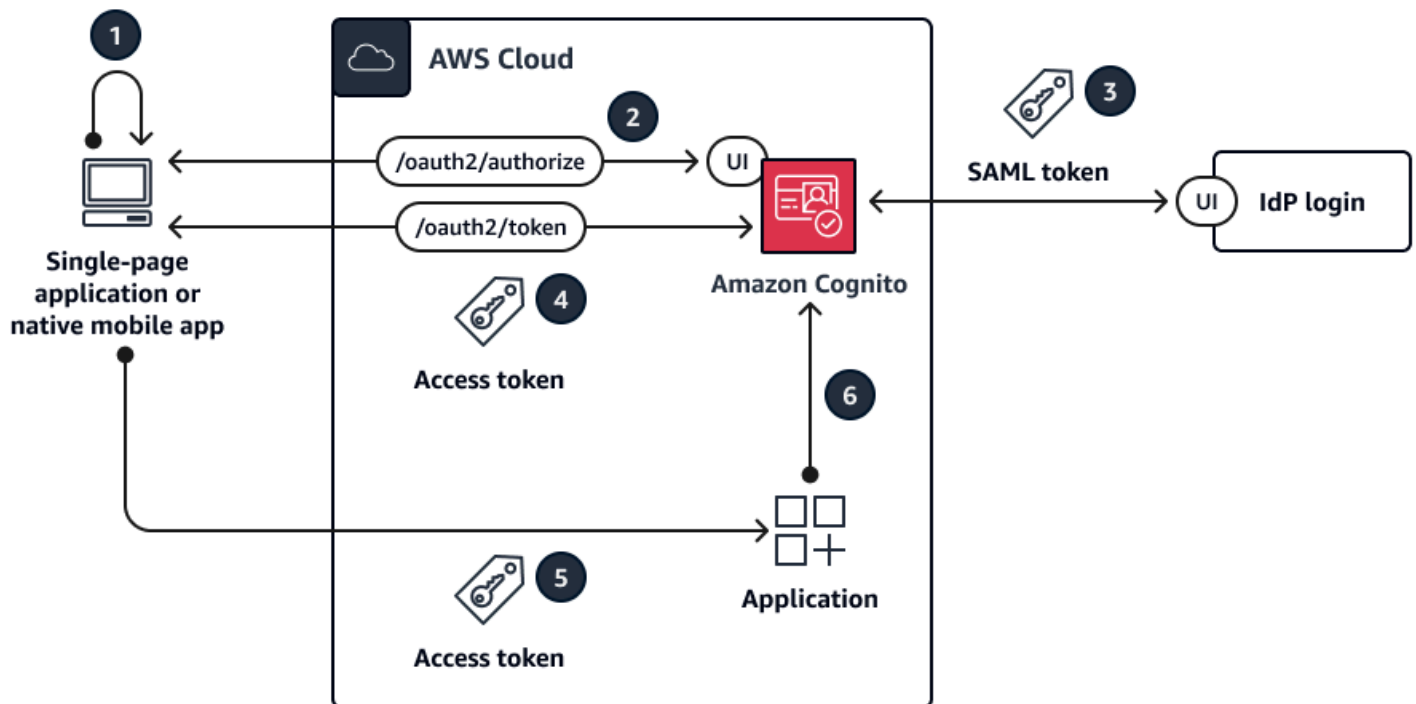 1
AWS Cloud
2
3
/oauth2/authorize
UI
SAML token
UI
IdP login
/oauth2/token
Single-page
application or
native mobile app
Amazon Cognito
4
Access token
6
5
Application
Access token